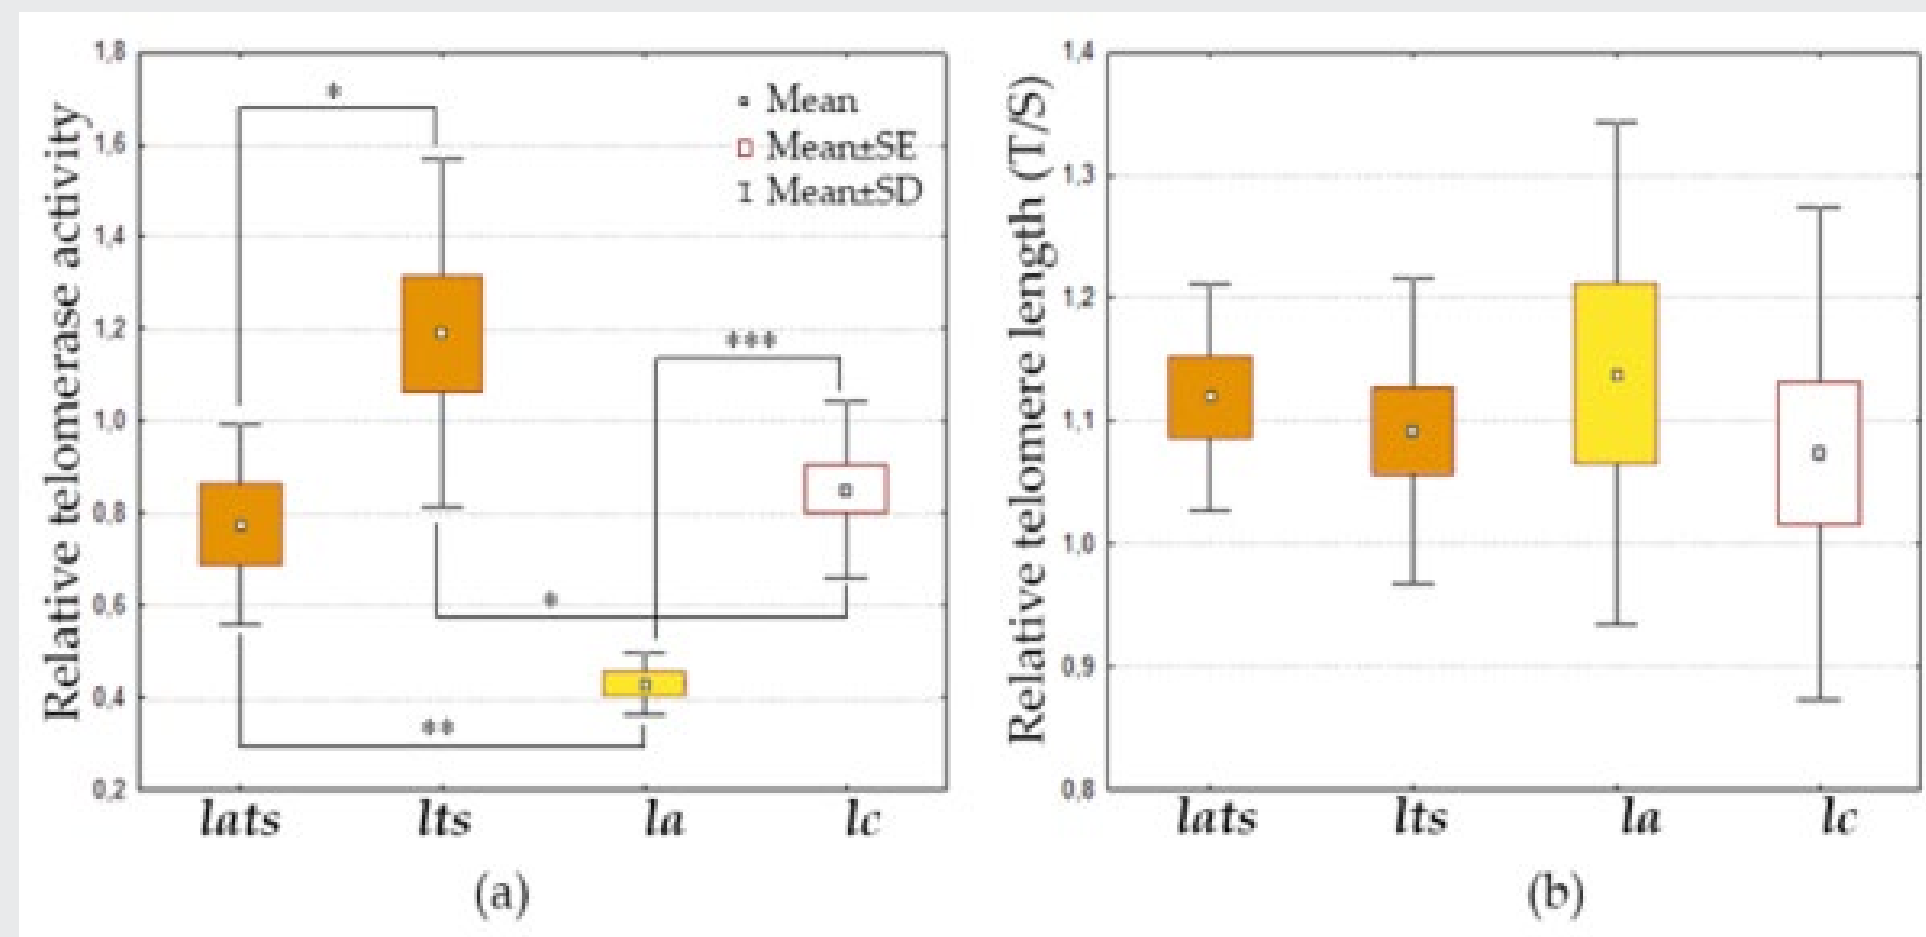 Relative telomerase activity
1,8
1,6
1,4
1,2
1,0
0,8
0,6
0,4
0,2
*
Mean
Mean±SE
Mean±SD
***
*
**
lats lts la lc
(a)
Relative telomere length (T/S)
1,4
1,3
1,2
1,1
1,0
0,9
0,8
lats lts la lc
(b)